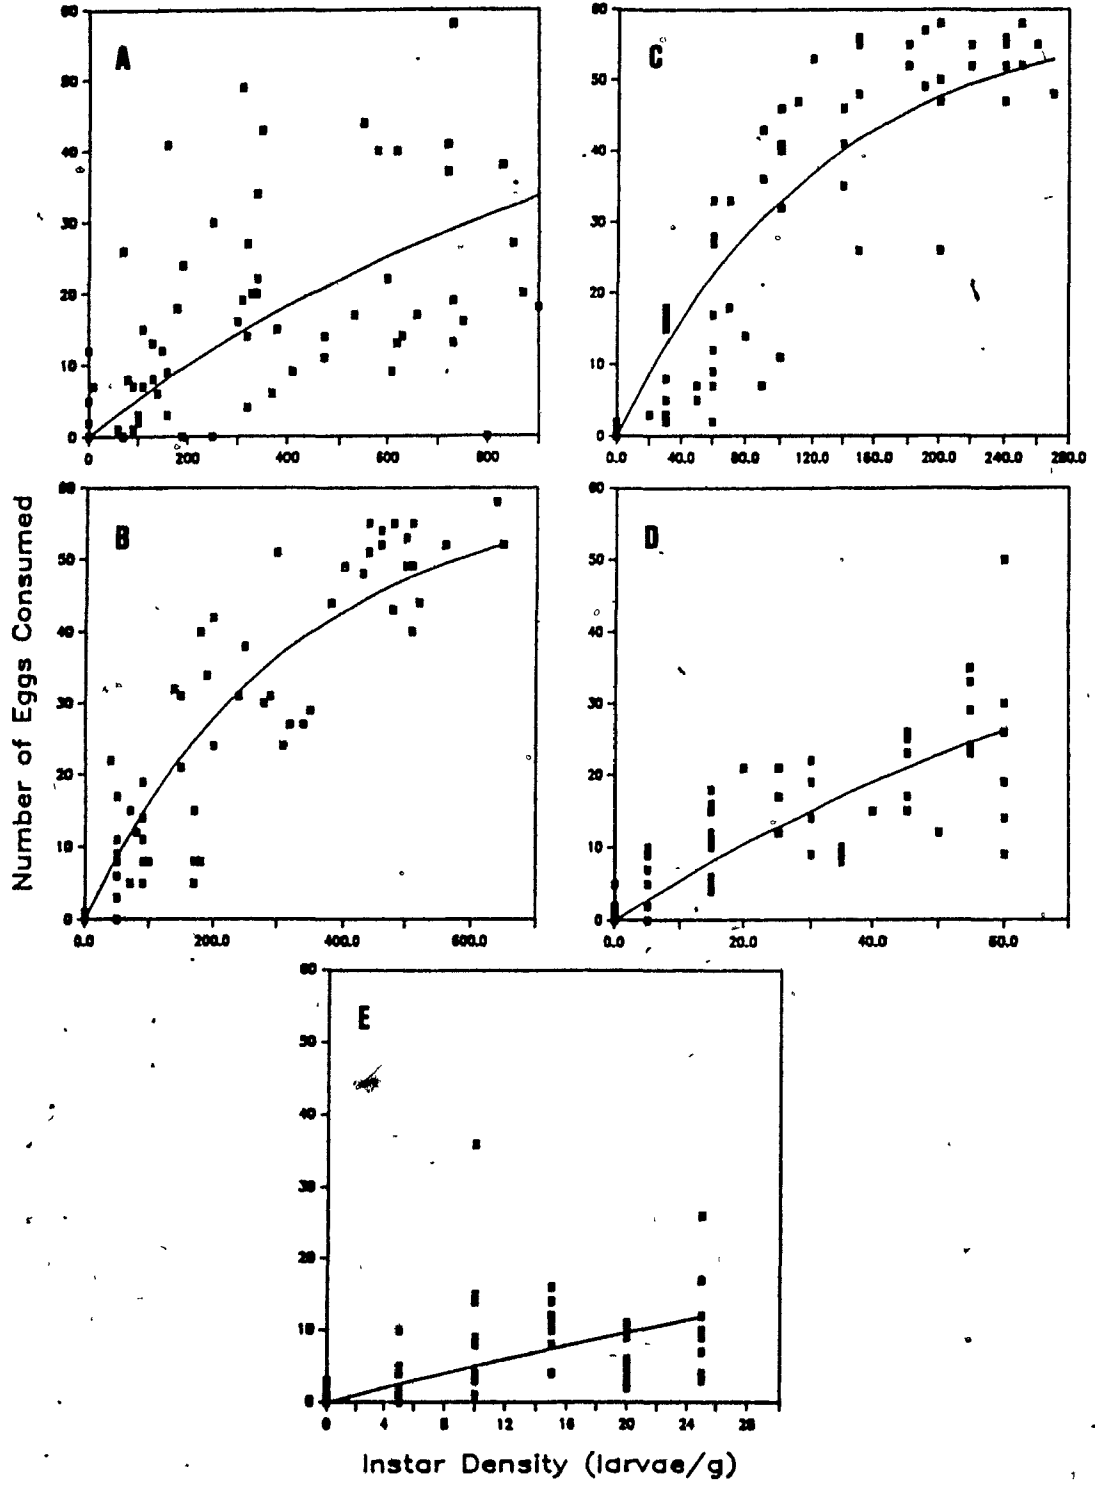 A
60
50
40
30
20
10
0
0 200 400 600 800
C
60
50
40
30
20
10
0
0.0 40.0 80.0 120.0 160.0 200.0 240.0 280.0
B
60
50
40
30
20
10
0
0.0 200.0 400.0 600.0
D
60
50
40
30
20
10
0
0.0 20.0 40.0 60.0
E
60
50
40
30
20
10
0
0 4 8 12 16 20 24 28
Number of Eggs Consumed
Instar Density (larvae/g)